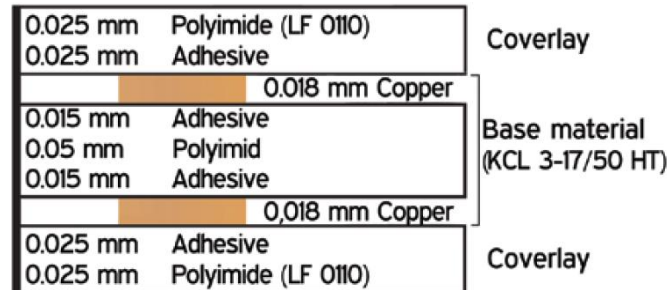 0.025 mm Polyimide (LF 0110)
0.025 mm Adhesive
Coverlay
0.018 mm Copper
0.015 mm Adhesive
0.05 mm Polyimid
0.015 mm Adhesive
Base material
(KCL 3-17/50 HT)
0,018 mm Copper
0.025 mm Adhesive
0.025 mm Polyimide (LF 0110)
Coverlay